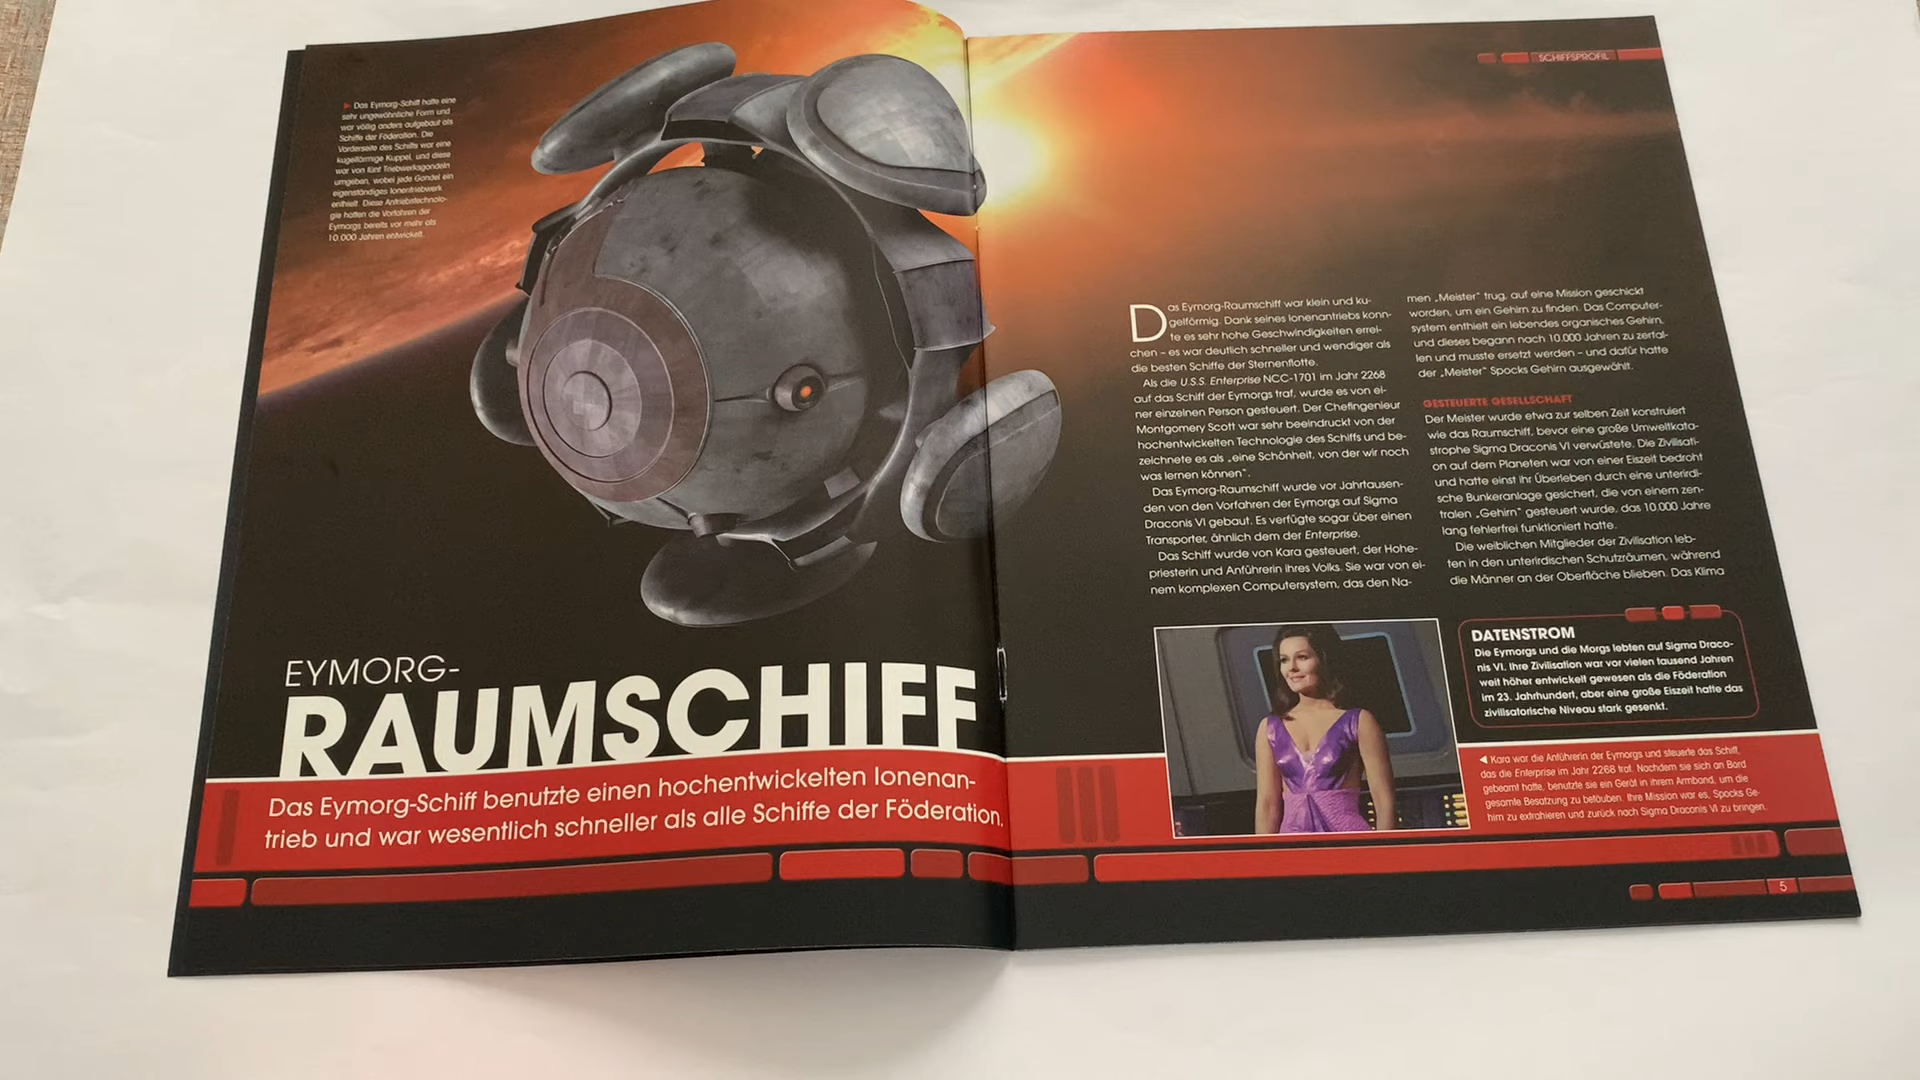 ▶ Das Eymorg-Schiff hatte eine
sehr ungewöhnliche Form und
war völlig anders aufgebaut als
Schiffe der Föderation. Die
Vorderseite des Schiffs war eine
kugelförmige Kuppel, und diese
war von fünf Triebwerksgondeln
umgeben, wobei jede Gondel ein
eigenständiges Ionentriebwerk
enthielt. Diese Antriebstechnolo-
gie hatten die Vorfahren der
Eymorgs bereits vor mehr als
10.000 Jahren entwickelt.
EYMORG-
RAUMSCHIFF
Das Eymorg-Schiff benutzte einen hochentwickelten Ionenan-
trieb und war wesentlich schneller als alle Schiffe der Föderation.
SCHIFFSPROFIL
Das Eymorg-Raumschiff war klein und ku-
gelförmig. Dank seines Ionenantriebs konn-
te es sehr hohe Geschwindigkeiten errei-
chen – es war deutlich schneller und wendiger als
die besten Schiffe der Sternenflotte.
Als die U.S.S. Enterprise NCC-1701 im Jahr 2268
auf das Schiff der Eymorgs traf, wurde es von ei-
ner einzelnen Person gesteuert. Der Chefingenieur
Montgomery Scott war sehr beeindruckt von der
hochentwickelten Technologie des Schiffs und be-
zeichnete es als „eine Schönheit, von der wir noch
was lernen können“.
Das Eymorg-Raumschiff wurde vor Jahrtausen-
den von den Vorfahren der Eymorgs auf Sigma
Draconis VI gebaut. Es verfügte sogar über einen
Transporter, ähnlich dem der Enterprise.
Das Schiff wurde von Kara gesteuert, der Hohe-
priesterin und Anführerin ihres Volks. Sie war von ei-
nem komplexen Computersystem, das den Na-
men „Meister“ trug, auf eine Mission geschickt
worden, um ein Gehirn zu finden. Das Computer-
system enthielt ein lebendes organisches Gehirn,
und dieses begann nach 10.000 Jahren zu zerfal-
len und musste ersetzt werden – und dafür hatte
der „Meister“ Spocks Gehirn ausgewählt.
GESTEUERTE GESELLSCHAFT
Der Meister wurde etwa zur selben Zeit konstruiert
wie das Raumschiff, bevor eine große Umweltkata-
strophe Sigma Draconis VI verwüstete. Die Zivilisati-
on auf dem Planeten war von einer Eiszeit bedroht
und hatte einst ihr Überleben durch eine unterirdi-
sche Bunkeranlage gesichert, die von einem zen-
tralen „Gehirn“ gesteuert wurde, das 10.000 Jahre
lang fehlerfrei funktioniert hatte.
Die weiblichen Mitglieder der Zivilisation leb-
ten in den unterirdischen Schutzräumen, während
die Männer an der Oberfläche blieben. Das Klima
DATENSTROM
Die Eymorgs und die Morgs lebten auf Sigma Draco-
nis VI. Ihre Zivilisation war vor vielen tausend Jahren
weit höher entwickelt gewesen als die Föderation
im 23. Jahrhundert, aber eine große Eiszeit hatte das
zivilisatorische Niveau stark gesenkt.
◀ Kara war die Anführerin der Eymorgs und steuerte das Schiff,
das die Enterprise im Jahr 2268 traf. Nachdem sie sich an Bord
gebeamt hatte, benutzte sie ein Gerät in ihrem Armband, um die
gesamte Besatzung zu betäuben. Ihre Mission war es, Spocks Ge-
hirn zu extrahieren und zurück nach Sigma Draconis VI zu bringen.
5